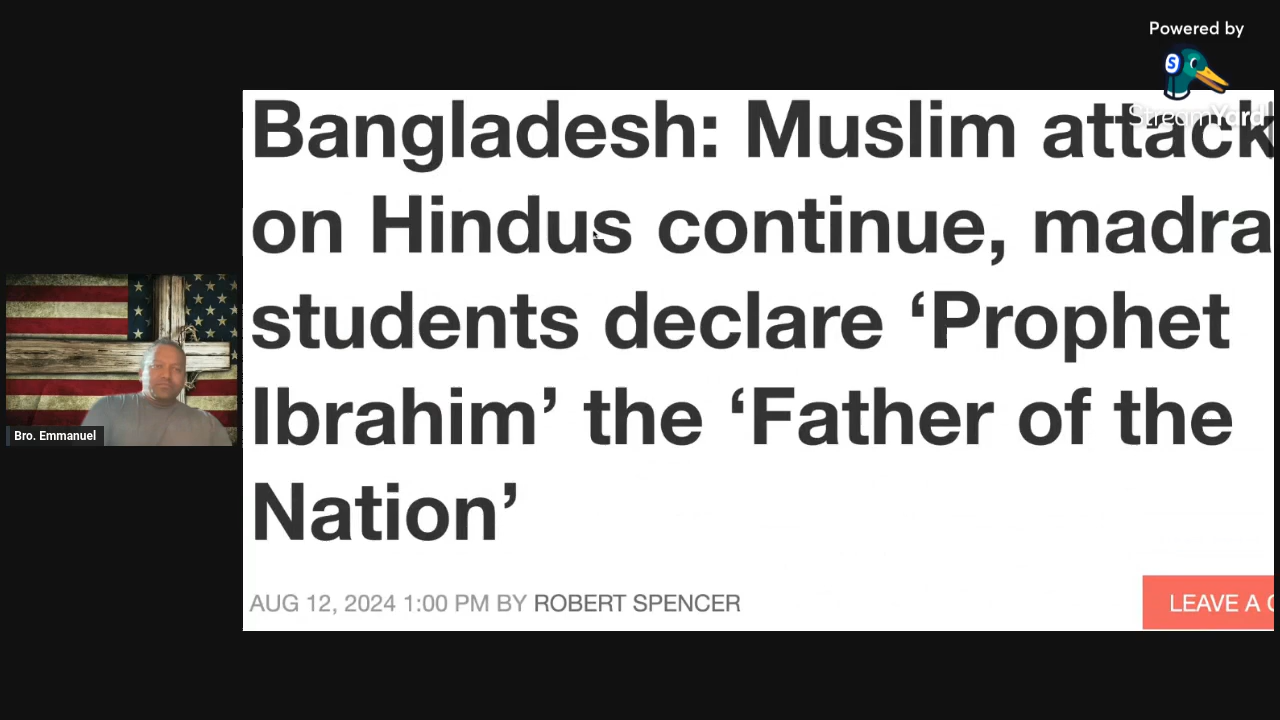 Powered by
StreamYard
Bangladesh: Muslim attack
on Hindus continue, madra
students declare ‘Prophet
Ibrahim’ the ‘Father of the
Nation’
AUG 12, 2024 1:00 PM BY ROBERT SPENCER
LEAVE A C
Bro. Emmanuel